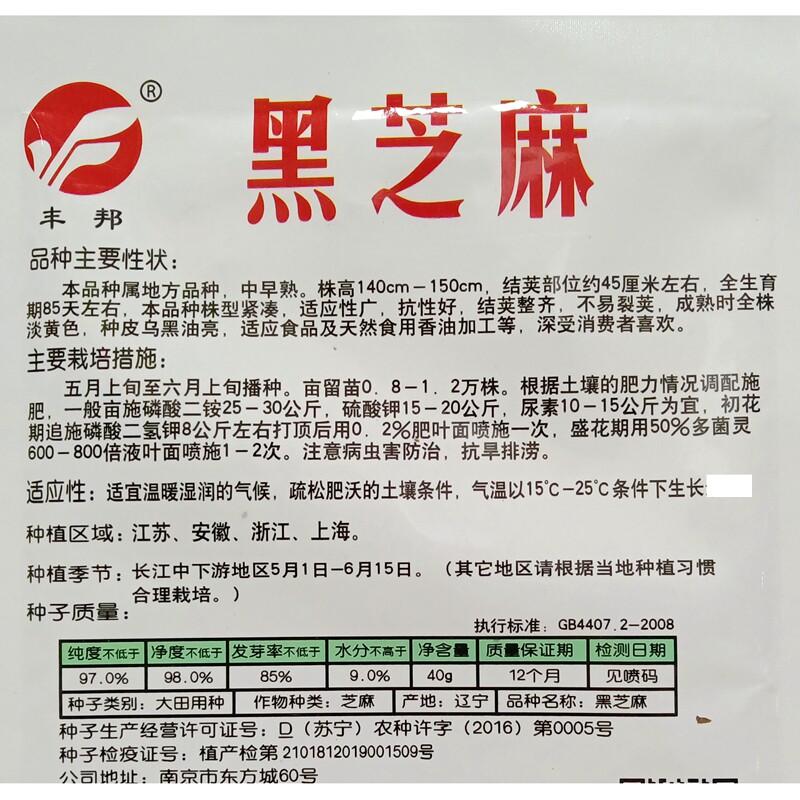 ®
丰邦
黑芝麻
品种主要性状：
本品种属地方品种，中早熟。株高140cm－150cm，结荚部位约45厘米左右，全生育
期85天左右，本品种株型紧凑，适应性广，抗性好，结荚整齐，不易裂荚，成熟时全株
淡黄色，种皮乌黑油亮，适应食品及天然食用香油加工等，深受消费者喜欢。
主要栽培措施：
五月上旬至六月上旬播种。亩留苗0．8-1．2万株。根据土壤的肥力情况调配施
肥，一般亩施磷酸二铵25-30公斤，硫酸钾15-20公斤，尿素10-15公斤为宜，初花
期追施磷酸二氢钾8公斤左右打顶后用0．2%肥叶面喷施一次，盛花期用50%多菌灵
600-800倍液叶面喷施1-2次。注意病虫害防治，抗旱排涝。
适应性：适宜温暖湿润的气候，疏松肥沃的土壤条件，气温以15℃-25℃条件下生长
种植区域：江苏、安徽、浙江、上海。
种植季节：长江中下游地区5月1日-6月15日。（其它地区请根据当地种植习惯
合理栽培。）
种子质量：
执行标准：GB4407.2-2008
纯度不低于 净度不低于 发芽率不低于 水分不高于 净含量 质量保证期 检测日期
97.0% 98.0% 85% 9.0% 40g 12个月 见喷码
种子类别：大田用种 作物种类：芝麻 产地：辽宁 品种名称：黑芝麻
种子生产经营许可证号：D（苏宁）农种许字（2016）第0005号
种子检疫证号：植产检第2101812019001509号
公司地址：南京市东方城60号